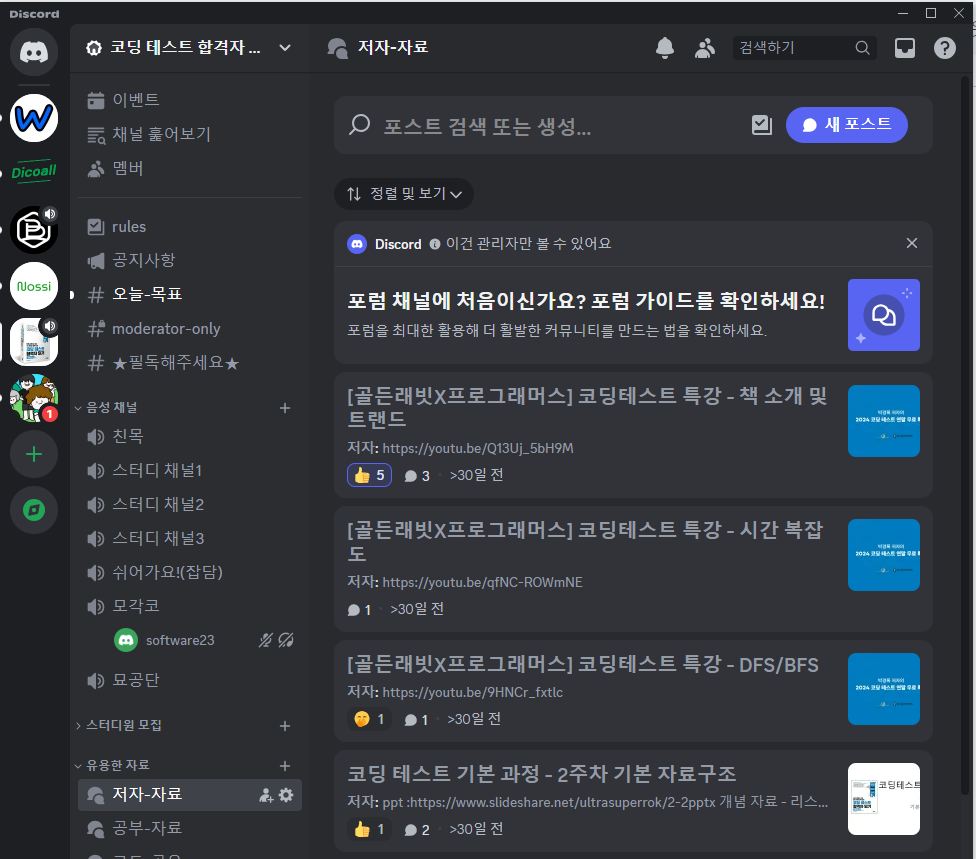 Discord
코딩 테스트 합격자 ...
저자-자료
검색하기
W
Dicoall
Nossi
1
이벤트
채널 훑어보기
멤버
rules
공지사항
오늘-목표
moderator-only
★필독해주세요★
음성 채널
친목
스터디 채널1
스터디 채널2
스터디 채널3
쉬어가요!(잡담)
모각코
software23
묘공단
스터디원 모집
유용한 자료
저자-자료
공부-자료
포스트 검색 또는 생성...
새 포스트
정렬 및 보기
Discord 이건 관리자만 볼 수 있어요
포럼 채널에 처음이신가요? 포럼 가이드를 확인하세요!
포럼을 최대한 활용해 더 활발한 커뮤니티를 만드는 법을 확인하세요.
[골든래빗X프로그래머스] 코딩테스트 특강 - 책 소개 및
트랜드
저자: https://youtu.be/Q13Uj_5bH9M
👍 5 3 · >30일 전
[골든래빗X프로그래머스] 코딩테스트 특강 - 시간 복잡
도
저자: https://youtu.be/qfNC-ROWmNE
1 · >30일 전
[골든래빗X프로그래머스] 코딩테스트 특강 - DFS/BFS
저자: https://youtu.be/9HNCr_fxtlc
🤭 1 1 · >30일 전
코딩 테스트 기본 과정 - 2주차 기본 자료구조
저자: ppt :https://www.slideshare.net/ultrasuperrok/2-2pptx 개념 자료 - 리스...
👍 1 2 · >30일 전
코딩테스트